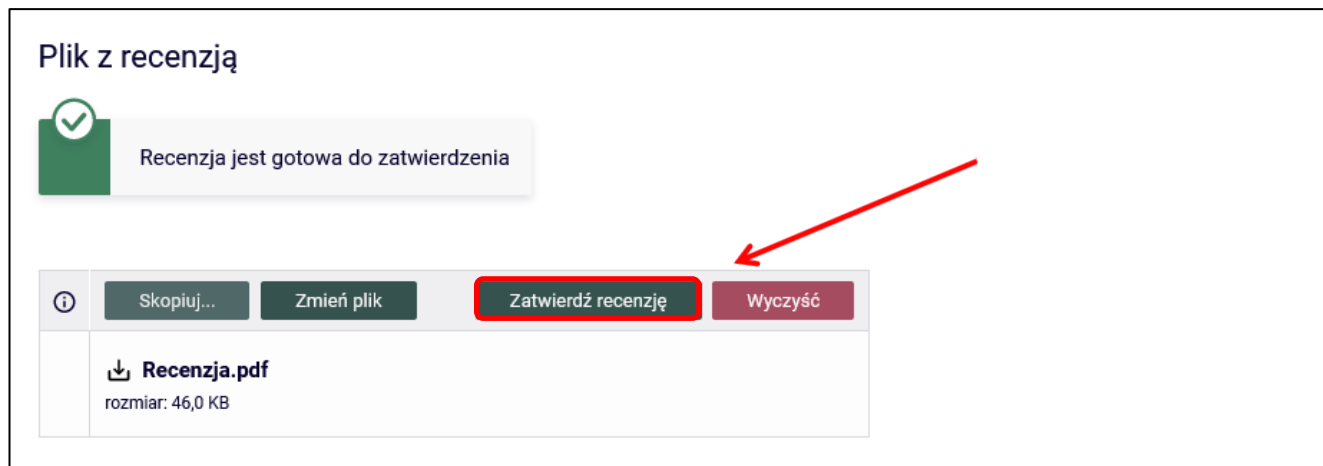 Plik z recenzją
Recenzja jest gotowa do zatwierdzenia
Skopiuj... Zmień plik Zatwierdź recenzję Wyczyść
Recenzja.pdf
rozmiar: 46,0 KB